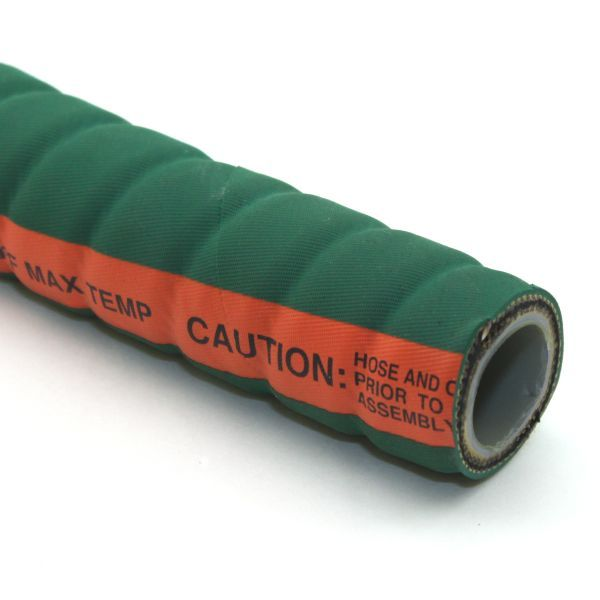 F MAX TEMP CAUTION:
HOSE AND
PRIOR TO
ASSEMBLY